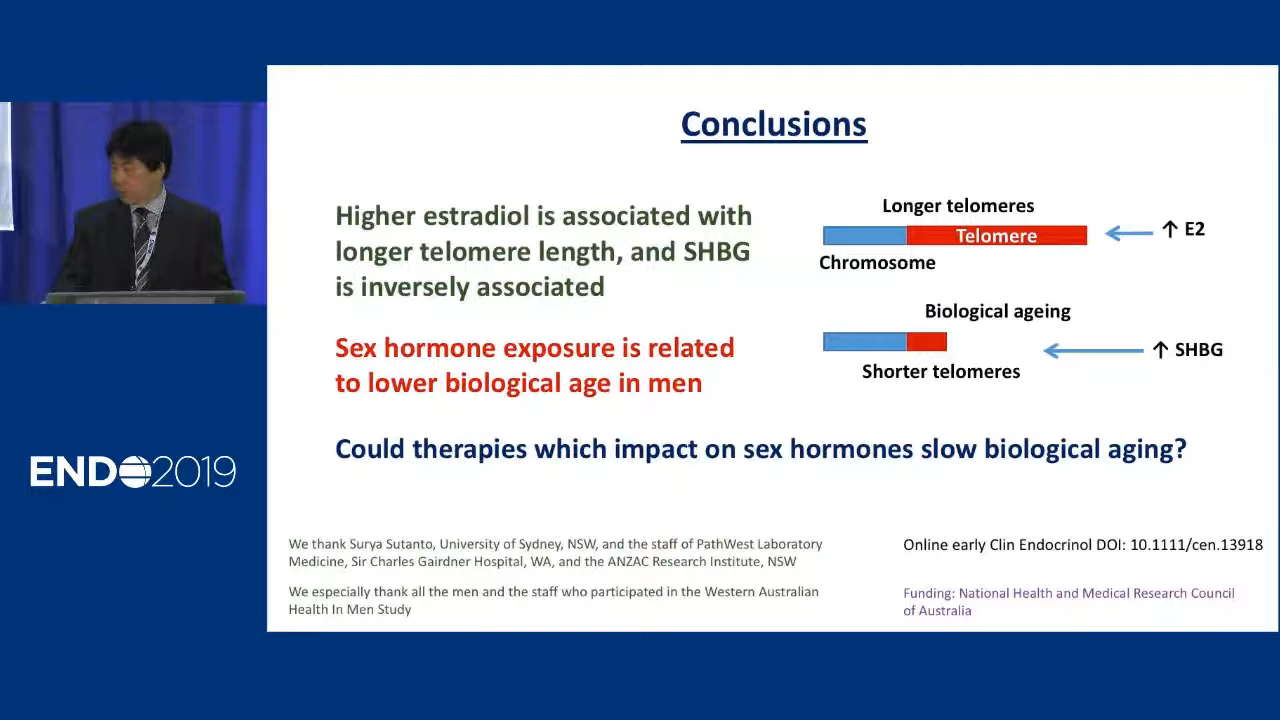 Conclusions
Higher estradiol is associated with
longer telomere length, and SHBG
is inversely associated
Sex hormone exposure is related
to lower biological age in men
Longer telomeres
Telomere
↑ E2
Chromosome
Biological ageing
↑ SHBG
Shorter telomeres
Could therapies which impact on sex hormones slow biological aging?
END 2019
We thank Surya Sutanto, University of Sydney, NSW, and the staff of PathWest Laboratory
Medicine, Sir Charles Gairdner Hospital, WA, and the ANZAC Research Institute, NSW
We especially thank all the men and the staff who participated in the Western Australian
Health In Men Study
Online early Clin Endocrinol DOI: 10.1111/cen.13918
Funding: National Health and Medical Research Council
of Australia